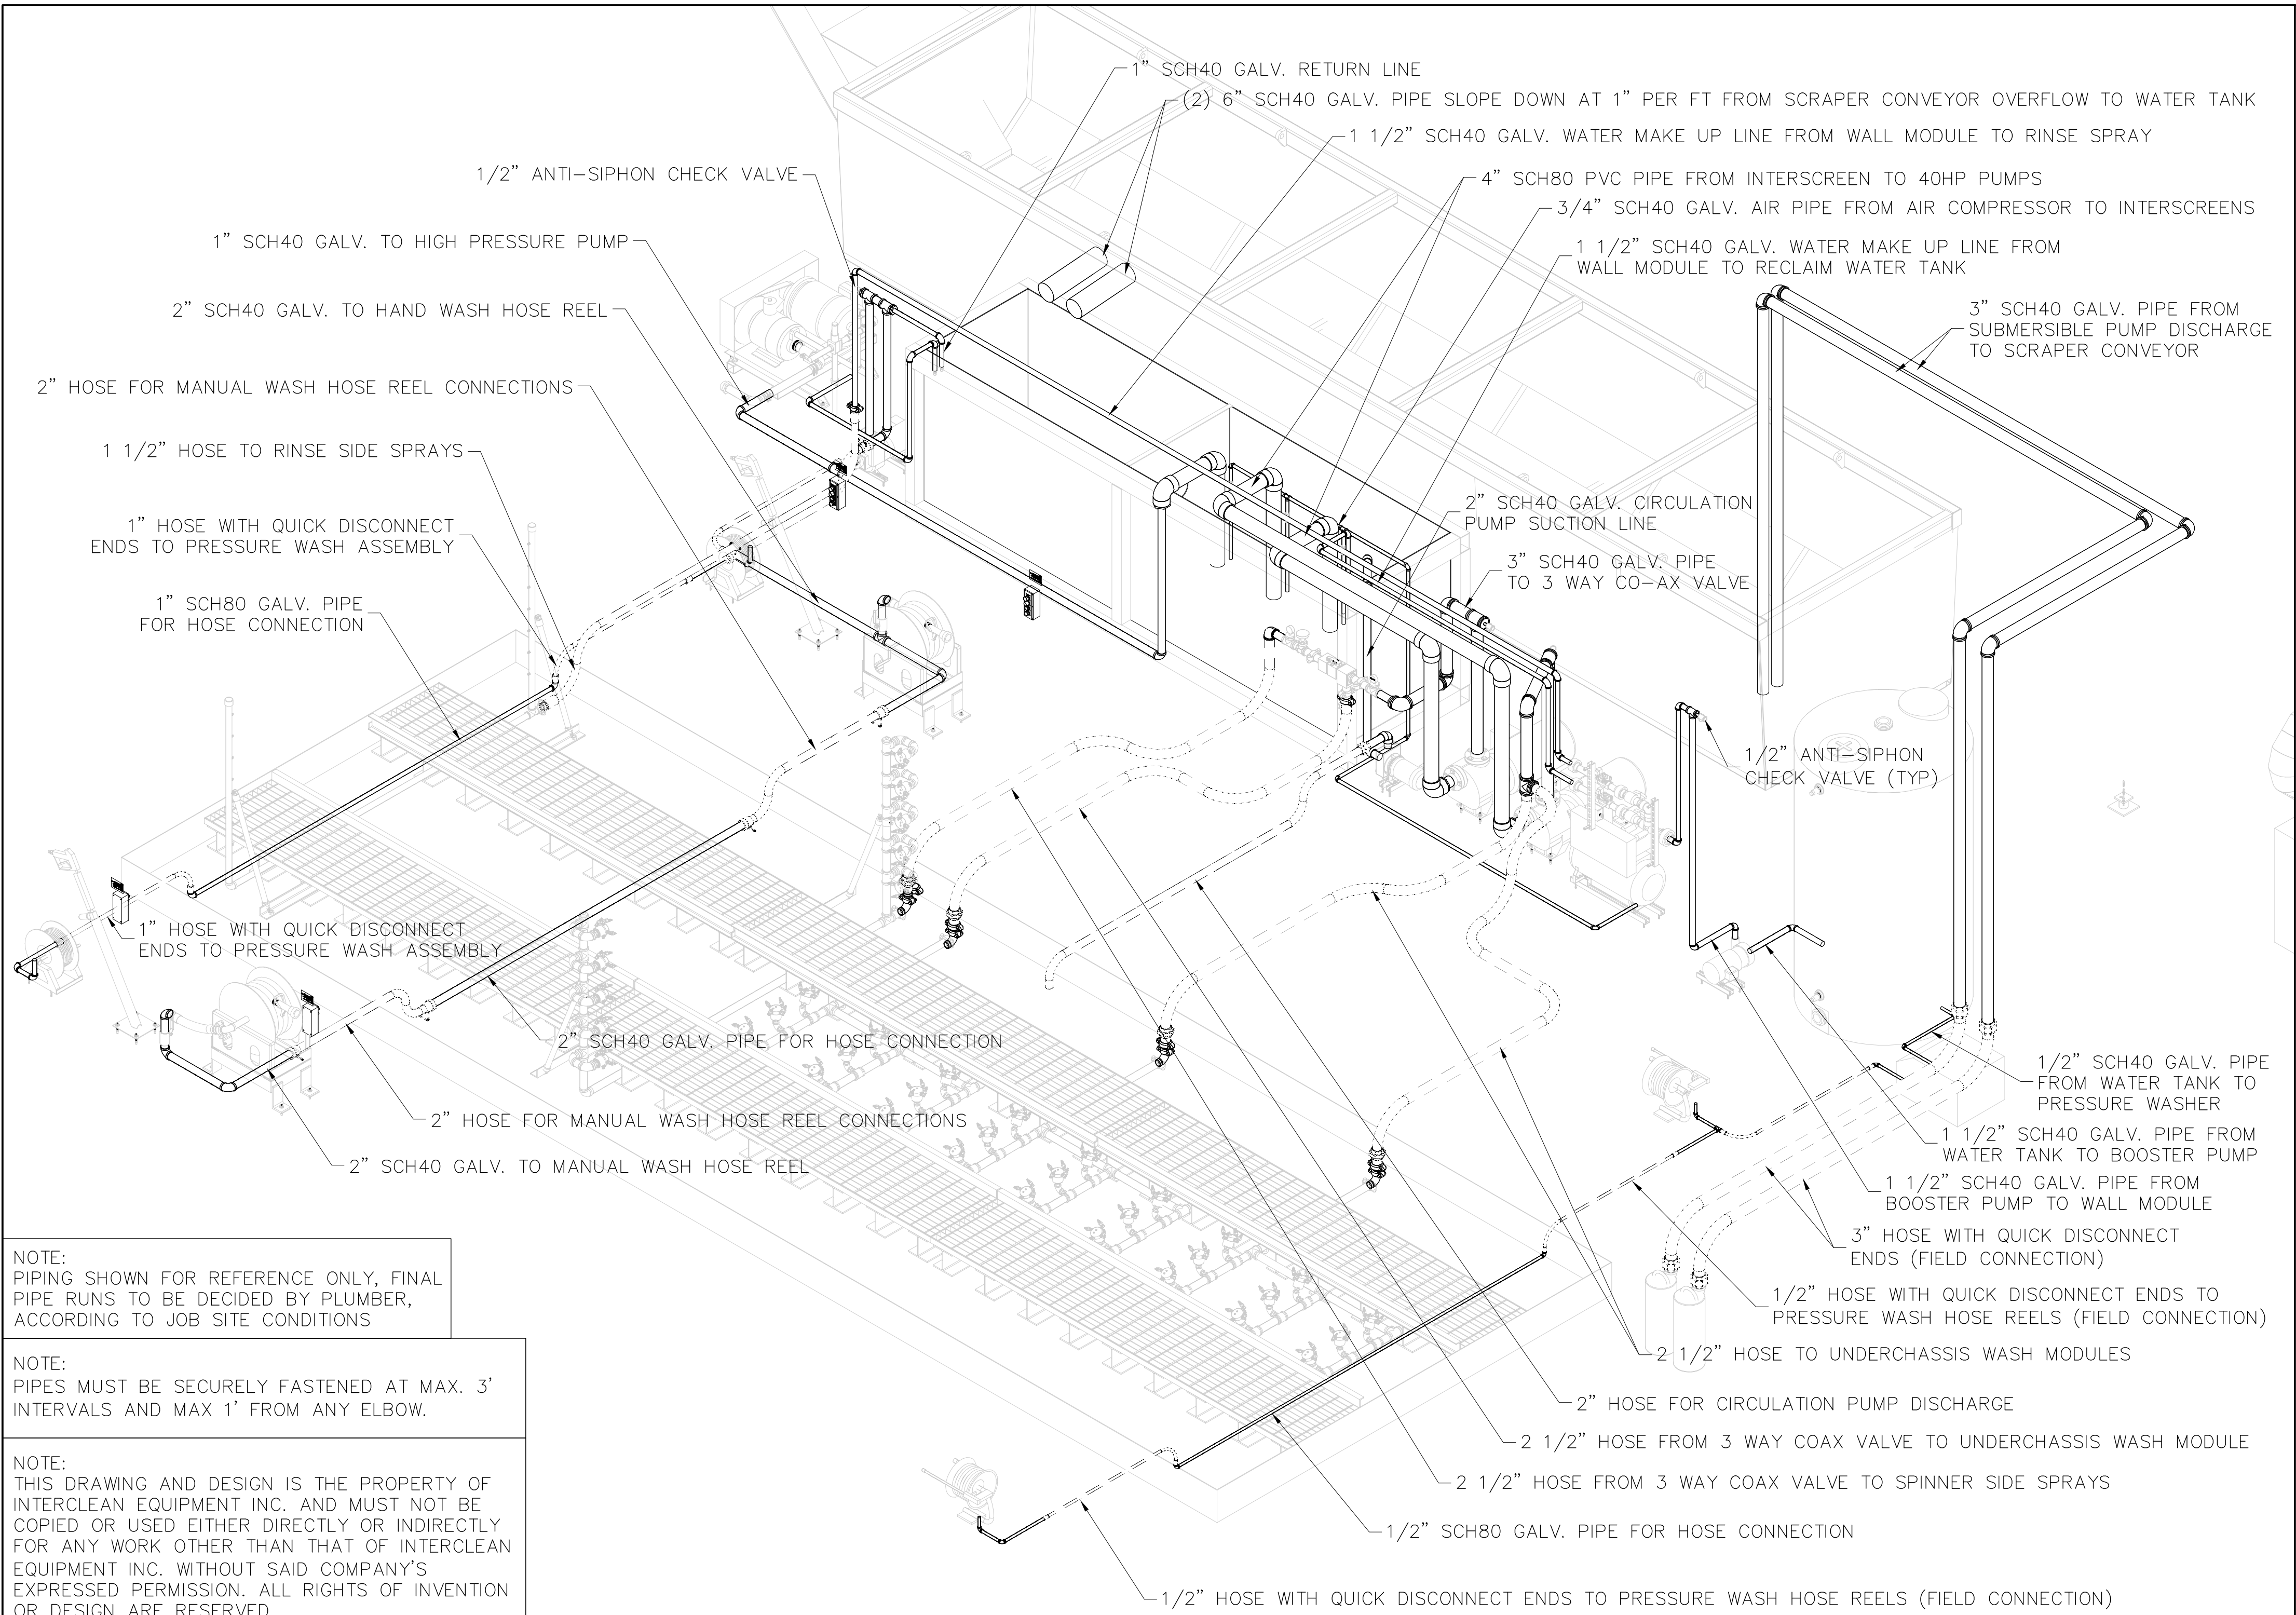 1" SCH40 GALV. RETURN LINE
(2) 6" SCH40 GALV. PIPE SLOPE DOWN AT 1" PER FT FROM SCRAPER CONVEYOR OVERFLOW TO WATER TANK
1 1/2" SCH40 GALV. WATER MAKE UP LINE FROM WALL MODULE TO RINSE SPRAY
1/2" ANTI-SIPHON CHECK VALVE
4" SCH80 PVC PIPE FROM INTERSCREEN TO 40HP PUMPS
3/4" SCH40 GALV. AIR PIPE FROM AIR COMPRESSOR TO INTERSCREENS
1" SCH40 GALV. TO HIGH PRESSURE PUMP
1 1/2" SCH40 GALV. WATER MAKE UP LINE FROM
WALL MODULE TO RECLAIM WATER TANK
2" SCH40 GALV. TO HAND WASH HOSE REEL
3" SCH40 GALV. PIPE FROM
SUBMERSIBLE PUMP DISCHARGE
TO SCRAPER CONVEYOR
2" HOSE FOR MANUAL WASH HOSE REEL CONNECTIONS
1 1/2" HOSE TO RINSE SIDE SPRAYS
2" SCH40 GALV. CIRCULATION
PUMP SUCTION LINE
1" HOSE WITH QUICK DISCONNECT
ENDS TO PRESSURE WASH ASSEMBLY
3" SCH40 GALV. PIPE
TO 3 WAY CO-AX VALVE
1" SCH80 GALV. PIPE
FOR HOSE CONNECTION
1/2" ANTI-SIPHON
CHECK VALVE (TYP)
1" HOSE WITH QUICK DISCONNECT
ENDS TO PRESSURE WASH ASSEMBLY
2" SCH40 GALV. PIPE FOR HOSE CONNECTION
1/2" SCH40 GALV. PIPE
FROM WATER TANK TO
PRESSURE WASHER
2" HOSE FOR MANUAL WASH HOSE REEL CONNECTIONS
1 1/2" SCH40 GALV. PIPE FROM
WATER TANK TO BOOSTER PUMP
2" SCH40 GALV. TO MANUAL WASH HOSE REEL
1 1/2" SCH40 GALV. PIPE FROM
BOOSTER PUMP TO WALL MODULE
3" HOSE WITH QUICK DISCONNECT
ENDS (FIELD CONNECTION)
1/2" HOSE WITH QUICK DISCONNECT ENDS TO
PRESSURE WASH HOSE REELS (FIELD CONNECTION)
2 1/2" HOSE TO UNDERCHASSIS WASH MODULES
2" HOSE FOR CIRCULATION PUMP DISCHARGE
2 1/2" HOSE FROM 3 WAY COAX VALVE TO UNDERCHASSIS WASH MODULE
2 1/2" HOSE FROM 3 WAY COAX VALVE TO SPINNER SIDE SPRAYS
1/2" SCH80 GALV. PIPE FOR HOSE CONNECTION
1/2" HOSE WITH QUICK DISCONNECT ENDS TO PRESSURE WASH HOSE REELS (FIELD CONNECTION)
NOTE:
PIPING SHOWN FOR REFERENCE ONLY, FINAL
PIPE RUNS TO BE DECIDED BY PLUMBER,
ACCORDING TO JOB SITE CONDITIONS
NOTE:
PIPES MUST BE SECURELY FASTENED AT MAX. 3'
INTERVALS AND MAX 1' FROM ANY ELBOW.
NOTE:
THIS DRAWING AND DESIGN IS THE PROPERTY OF
INTERCLEAN EQUIPMENT INC. AND MUST NOT BE
COPIED OR USED EITHER DIRECTLY OR INDIRECTLY
FOR ANY WORK OTHER THAN THAT OF INTERCLEAN
EQUIPMENT INC. WITHOUT SAID COMPANY'S
EXPRESSED PERMISSION. ALL RIGHTS OF INVENTION
OR DESIGN ARE RESERVED